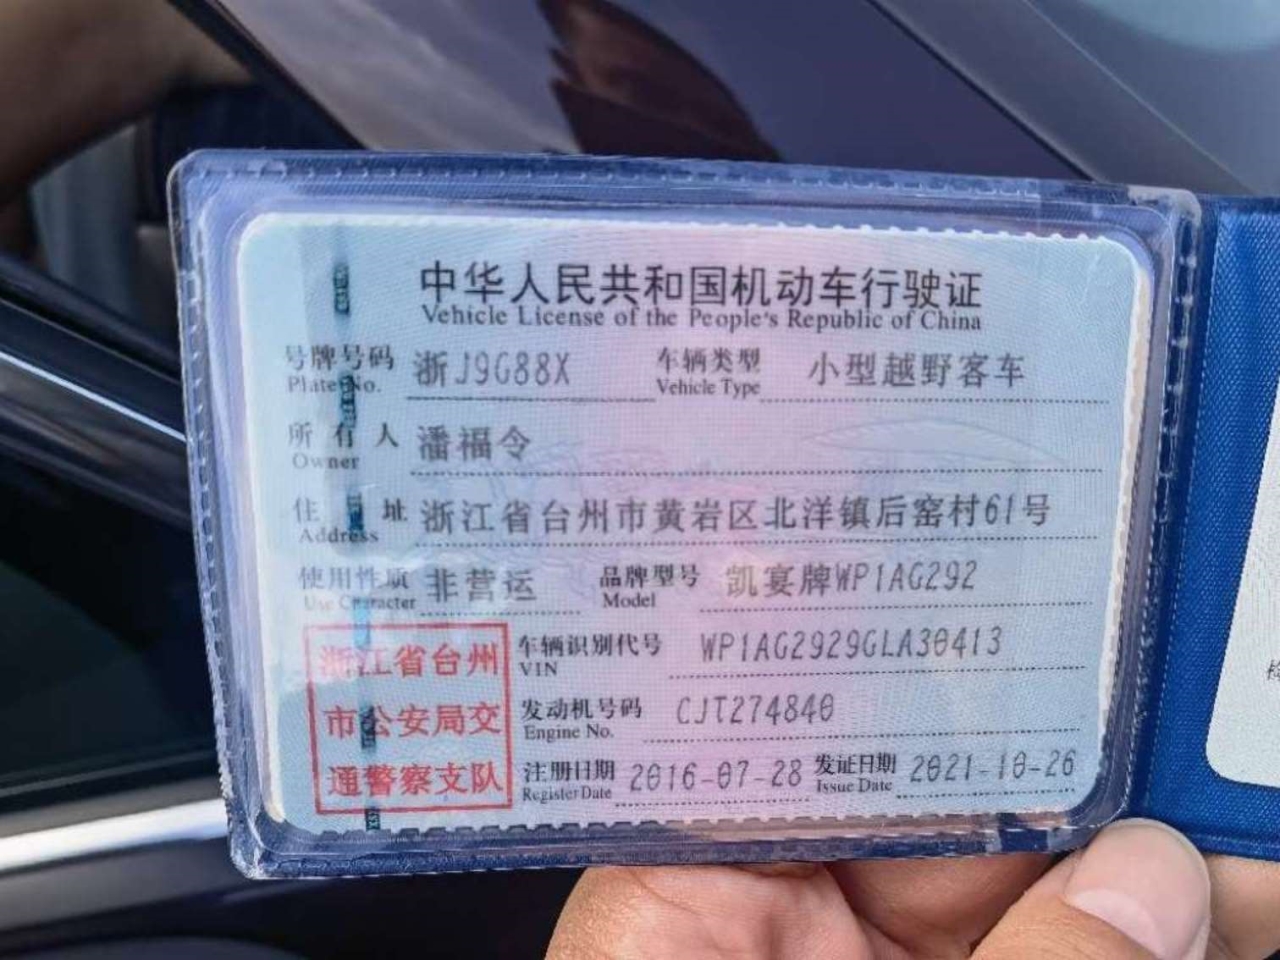 中华人民共和国机动车行驶证
Vehicle License of the People's Republic of China
号牌号码 浙J9G88X 车辆类型 小型越野客车
Plate No. Vehicle Type
所有人 潘福令
Owner
住址 浙江省台州市黄岩区北洋镇后窑村61号
Address
使用性质 非营运 品牌型号 凯宴牌WP1AG292
Use Character Model
浙江省台州
市公安局交
通警察支队
车辆识别代号 WP1AG2929GLA30413
VIN
发动机号码 CJT274840
Engine No.
注册日期 2016-07-28 发证日期 2021-10-26
Register Date Issue Date